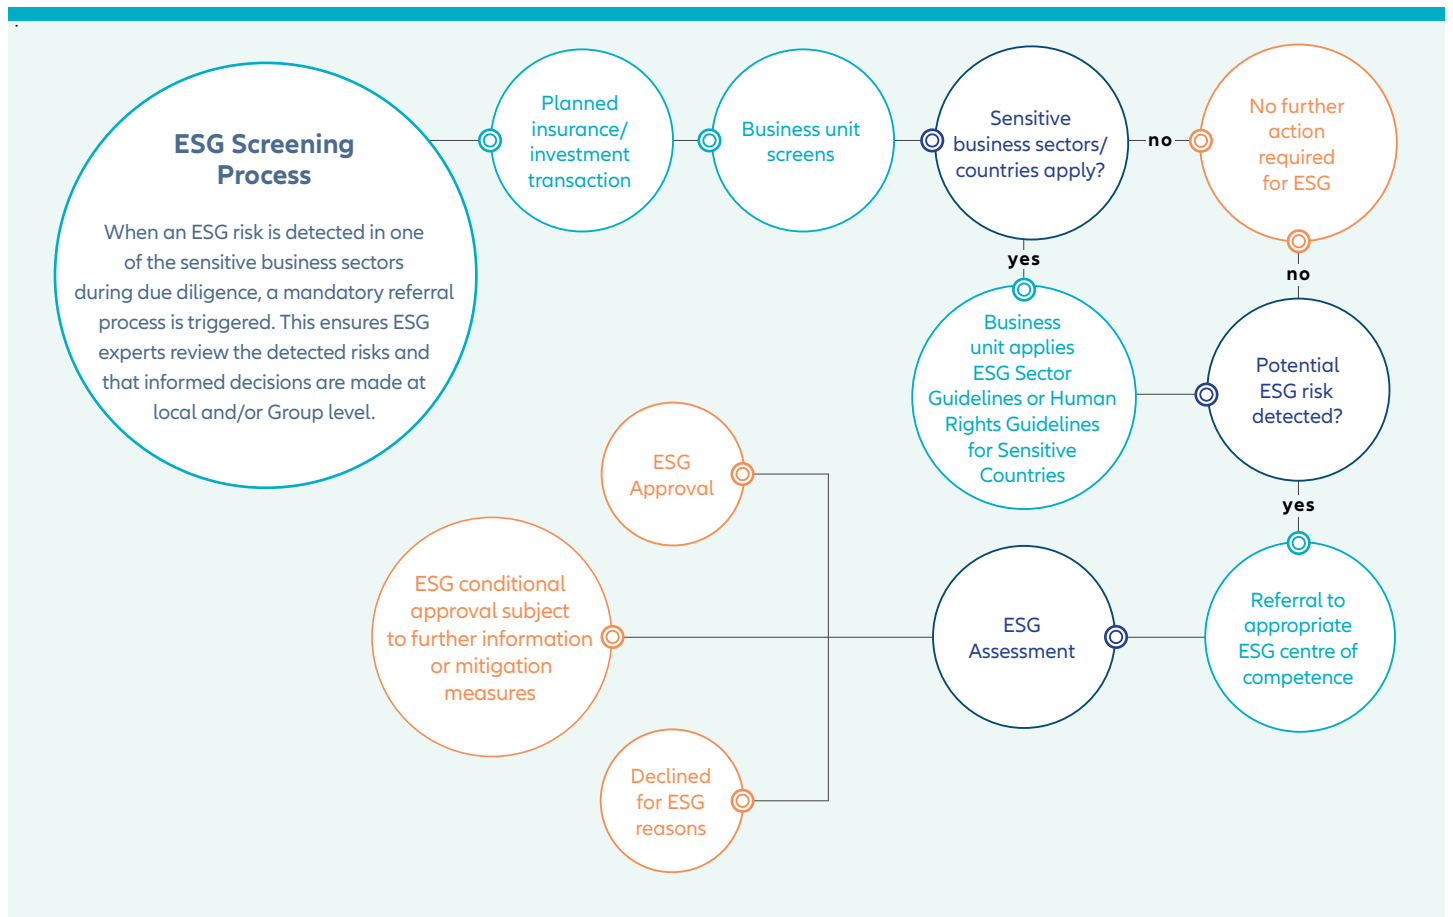 ESG Screening
Process
When an ESG risk is detected in one
of the sensitive business sectors
during due diligence, a mandatory referral
process is triggered. This ensures ESG
experts review the detected risks and
that informed decisions are made at
local and/or Group level.
Planned
insurance/
investment
transaction
Business unit
screens
Sensitive
business sectors/
countries apply?
no
No further
action
required
for ESG
yes
Business
unit applies
ESG Sector
Guidelines or Human
Rights Guidelines
for Sensitive
Countries
no
Potential
ESG risk
detected?
yes
Referral to
appropriate
ESG centre of
competence
ESG
Assessment
ESG
Approval
ESG conditional
approval subject
to further information
or mitigation
measures
Declined
for ESG
reasons